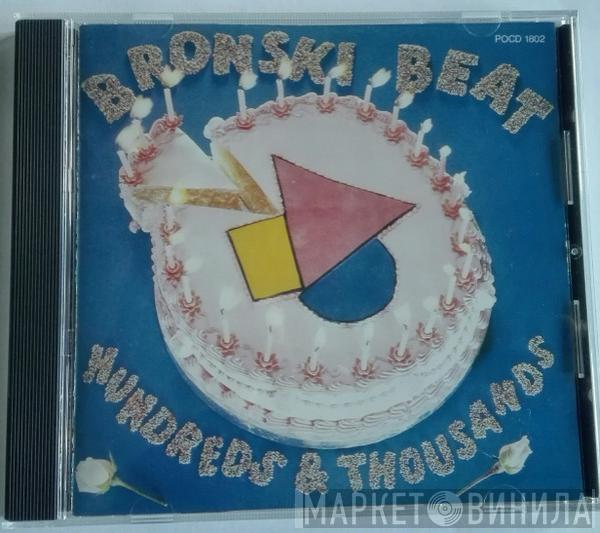 POCD 1802
BRONSKI BEAT
HUNDREDS & THOUSANDS
МАРКЕТ ВИНИЛА